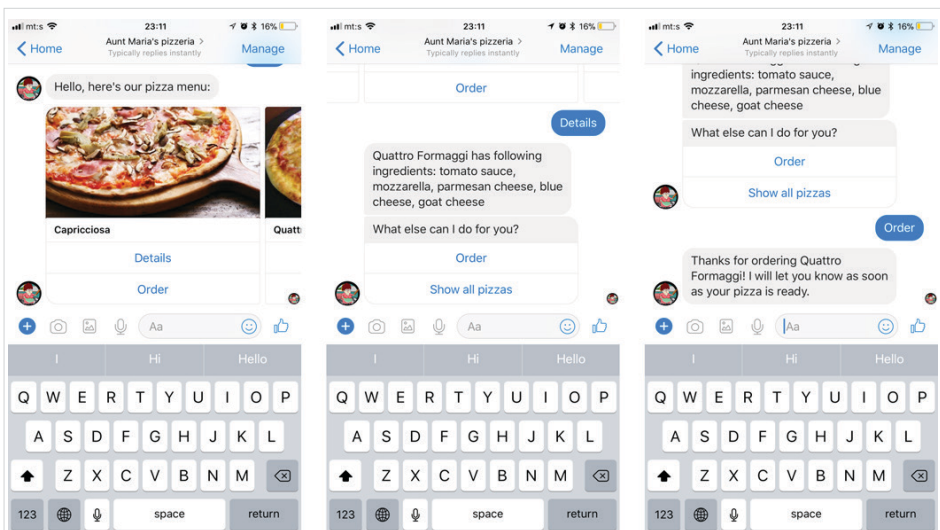 mt:s 23:11 16%
Home Aunt Maria's pizzeria > Manage
Typically replies instantly
Hello, here's our pizza menu:
Capricciosa Quatt
Details
Order
Aa
I Hi Hello
Q W E R T Y U I O P
A S D F G H J K L
Z X C V B N M
123 space return
mt:s 23:11 16%
Home Aunt Maria's pizzeria > Manage
Typically replies instantly
Order
Details
Quattro Formaggi has following
ingredients: tomato sauce,
mozzarella, parmesan cheese, blue
cheese, goat cheese
What else can I do for you?
Order
Show all pizzas
Aa
I Hi Hello
Q W E R T Y U I O P
A S D F G H J K L
Z X C V B N M
123 space return
mt:s 23:11 16%
Home Aunt Maria's pizzeria > Manage
Typically replies instantly
ingredients: tomato sauce,
mozzarella, parmesan cheese, blue
cheese, goat cheese
What else can I do for you?
Order
Show all pizzas
Order
Thanks for ordering Quattro
Formaggi! I will let you know as soon
as your pizza is ready.
Aa
I Hi Hello
Q W E R T Y U I O P
A S D F G H J K L
Z X C V B N M
123 space return